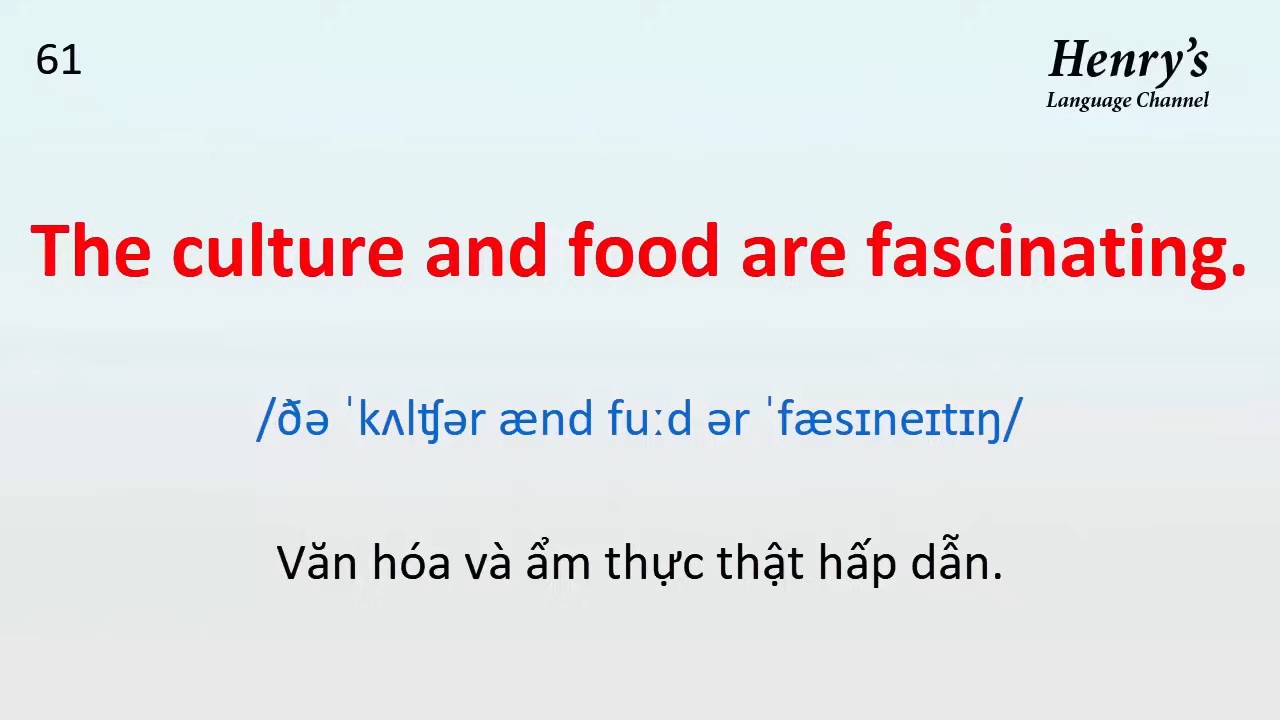 61
Henry’s
Language Channel
The culture and food are fascinating.
/ðə ˈkʌlʧər ænd fuːd ər ˈfæsɪneɪtɪŋ/
Văn hóa và ẩm thực thật hấp dẫn.